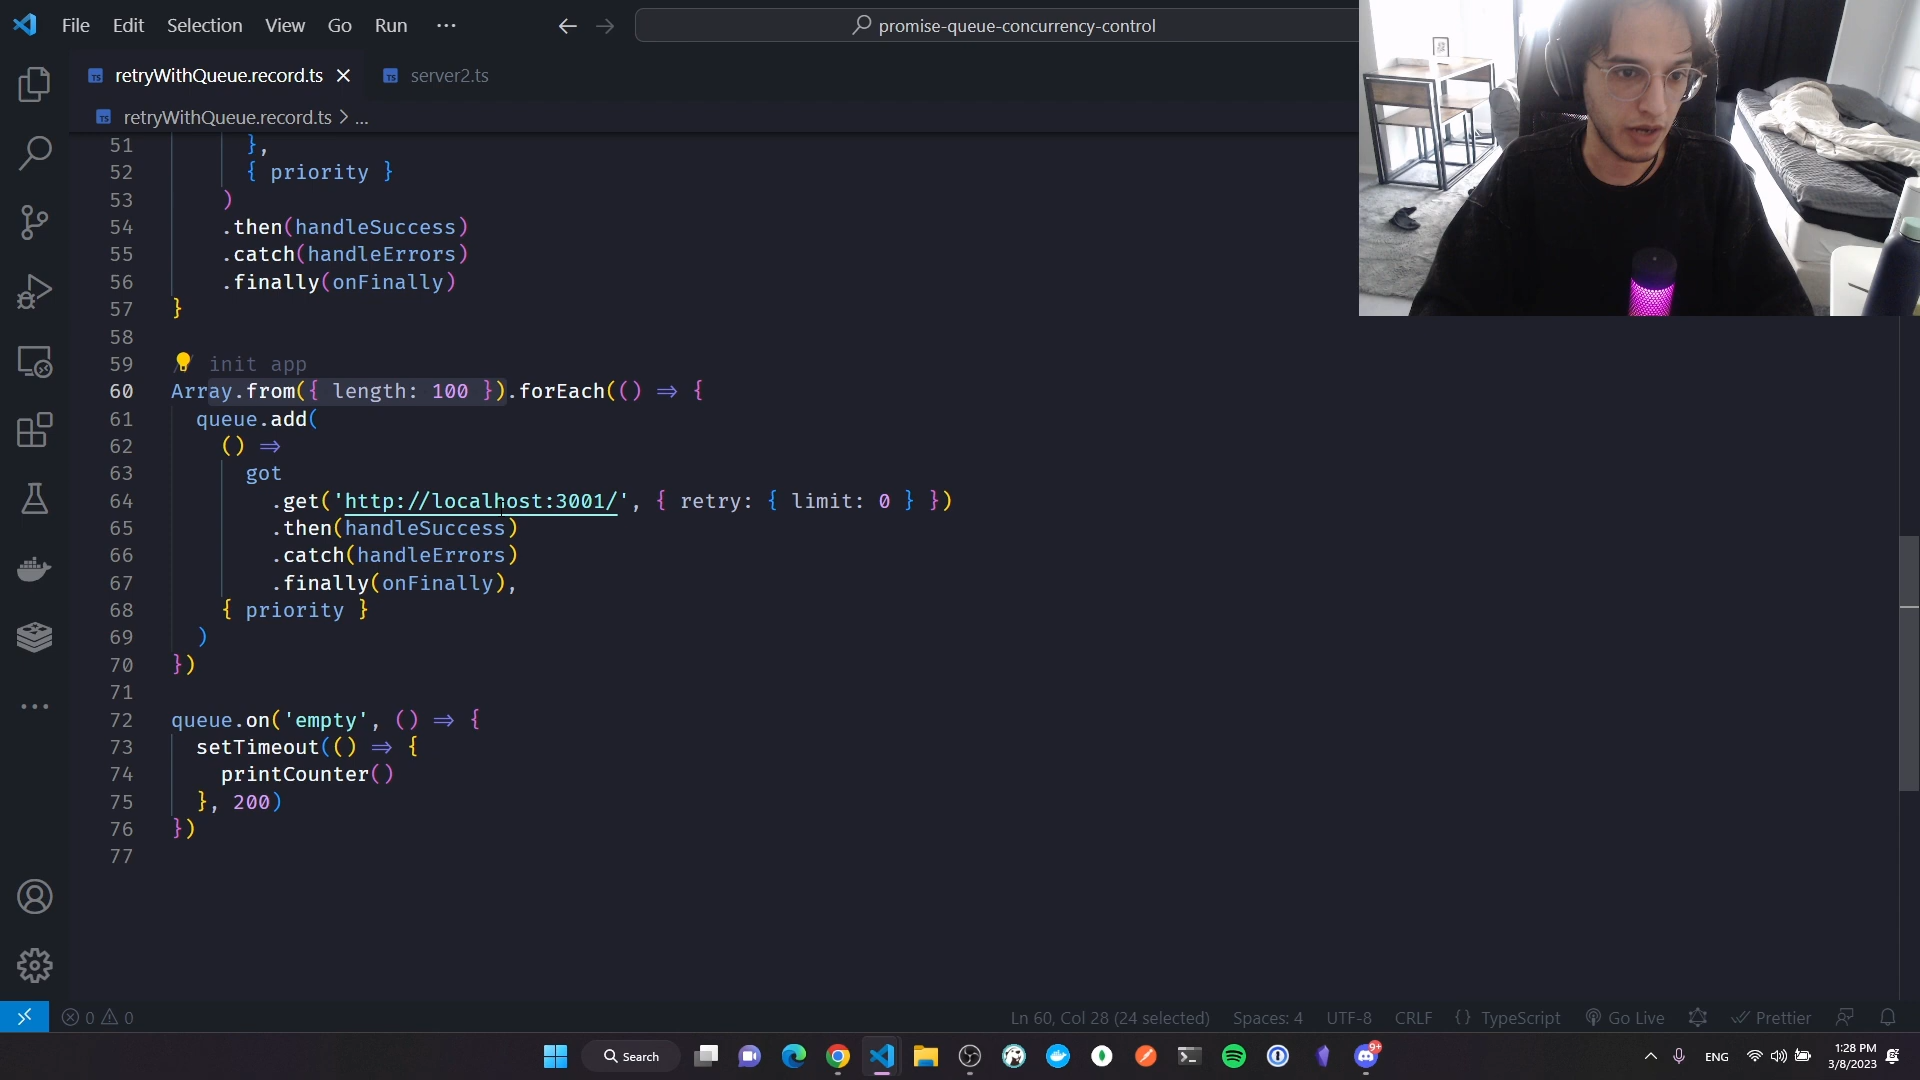 File Edit Selection View Go Run ···
promise-queue-concurrency-control
TS retryWithQueue.record.ts
TS server2.ts
TS retryWithQueue.record.ts > ...
51 },
52 { priority }
53 )
54 .then(handleSuccess)
55 .catch(handleErrors)
56 .finally(onFinally)
57 }
58
59 // init app
60 Array.from({ length: 100 }).forEach(() => {
61 queue.add(
62 () =>
63 got
64 .get('http://localhost:3001/', { retry: { limit: 0 } })
65 .then(handleSuccess)
66 .catch(handleErrors)
67 .finally(onFinally),
68 { priority }
69 )
70 })
71
72 queue.on('empty', () => {
73 setTimeout(() => {
74 printCounter()
75 }, 200)
76 })
77
0 0
Ln 60, Col 28 (24 selected) Spaces: 4 UTF-8 CRLF {} TypeScript Go Live Prettier
Search
9+
ENG
1:28 PM
3/8/2023